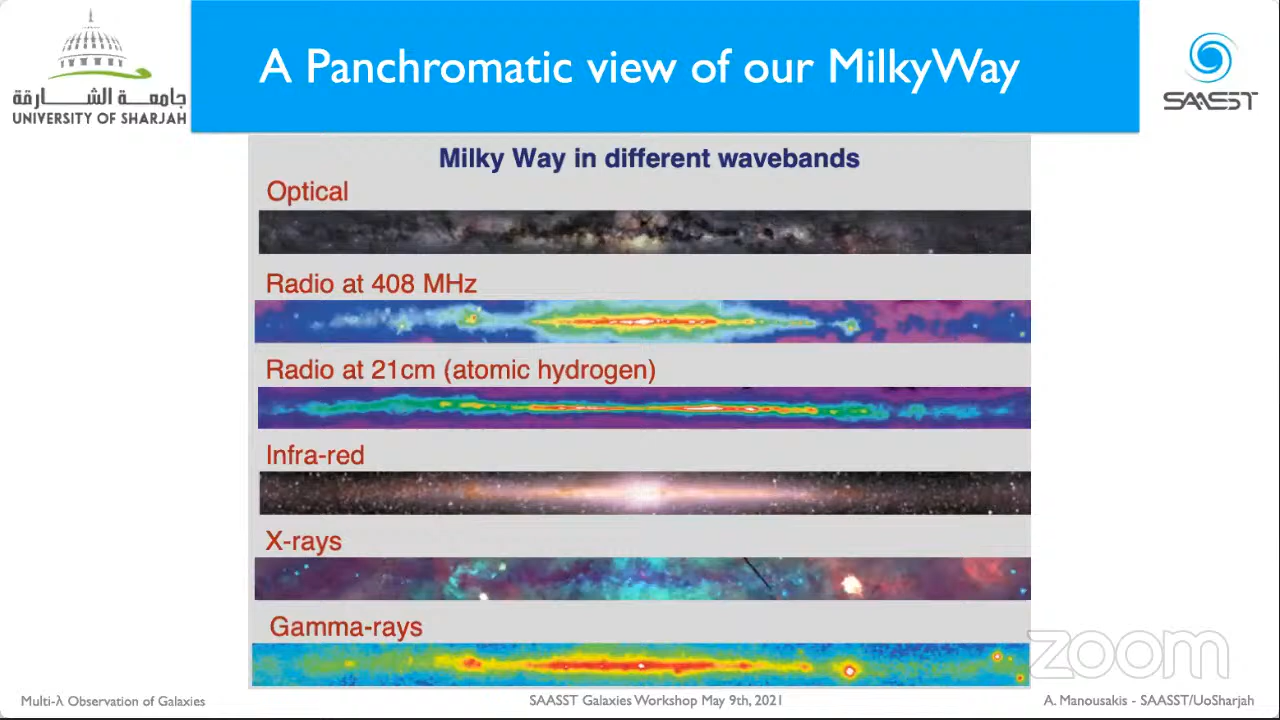 A Panchromatic view of our MilkyWay
جامعة الشارقة
UNIVERSITY OF SHARJAH
SAASST
Milky Way in different wavebands
Optical
Radio at 408 MHz
Radio at 21cm (atomic hydrogen)
Infra-red
X-rays
Gamma-rays
zoom
Multi-λ Observation of Galaxies
SAASST Galaxies Workshop May 9th, 2021
A. Manousakis - SAASST/UoSharjah